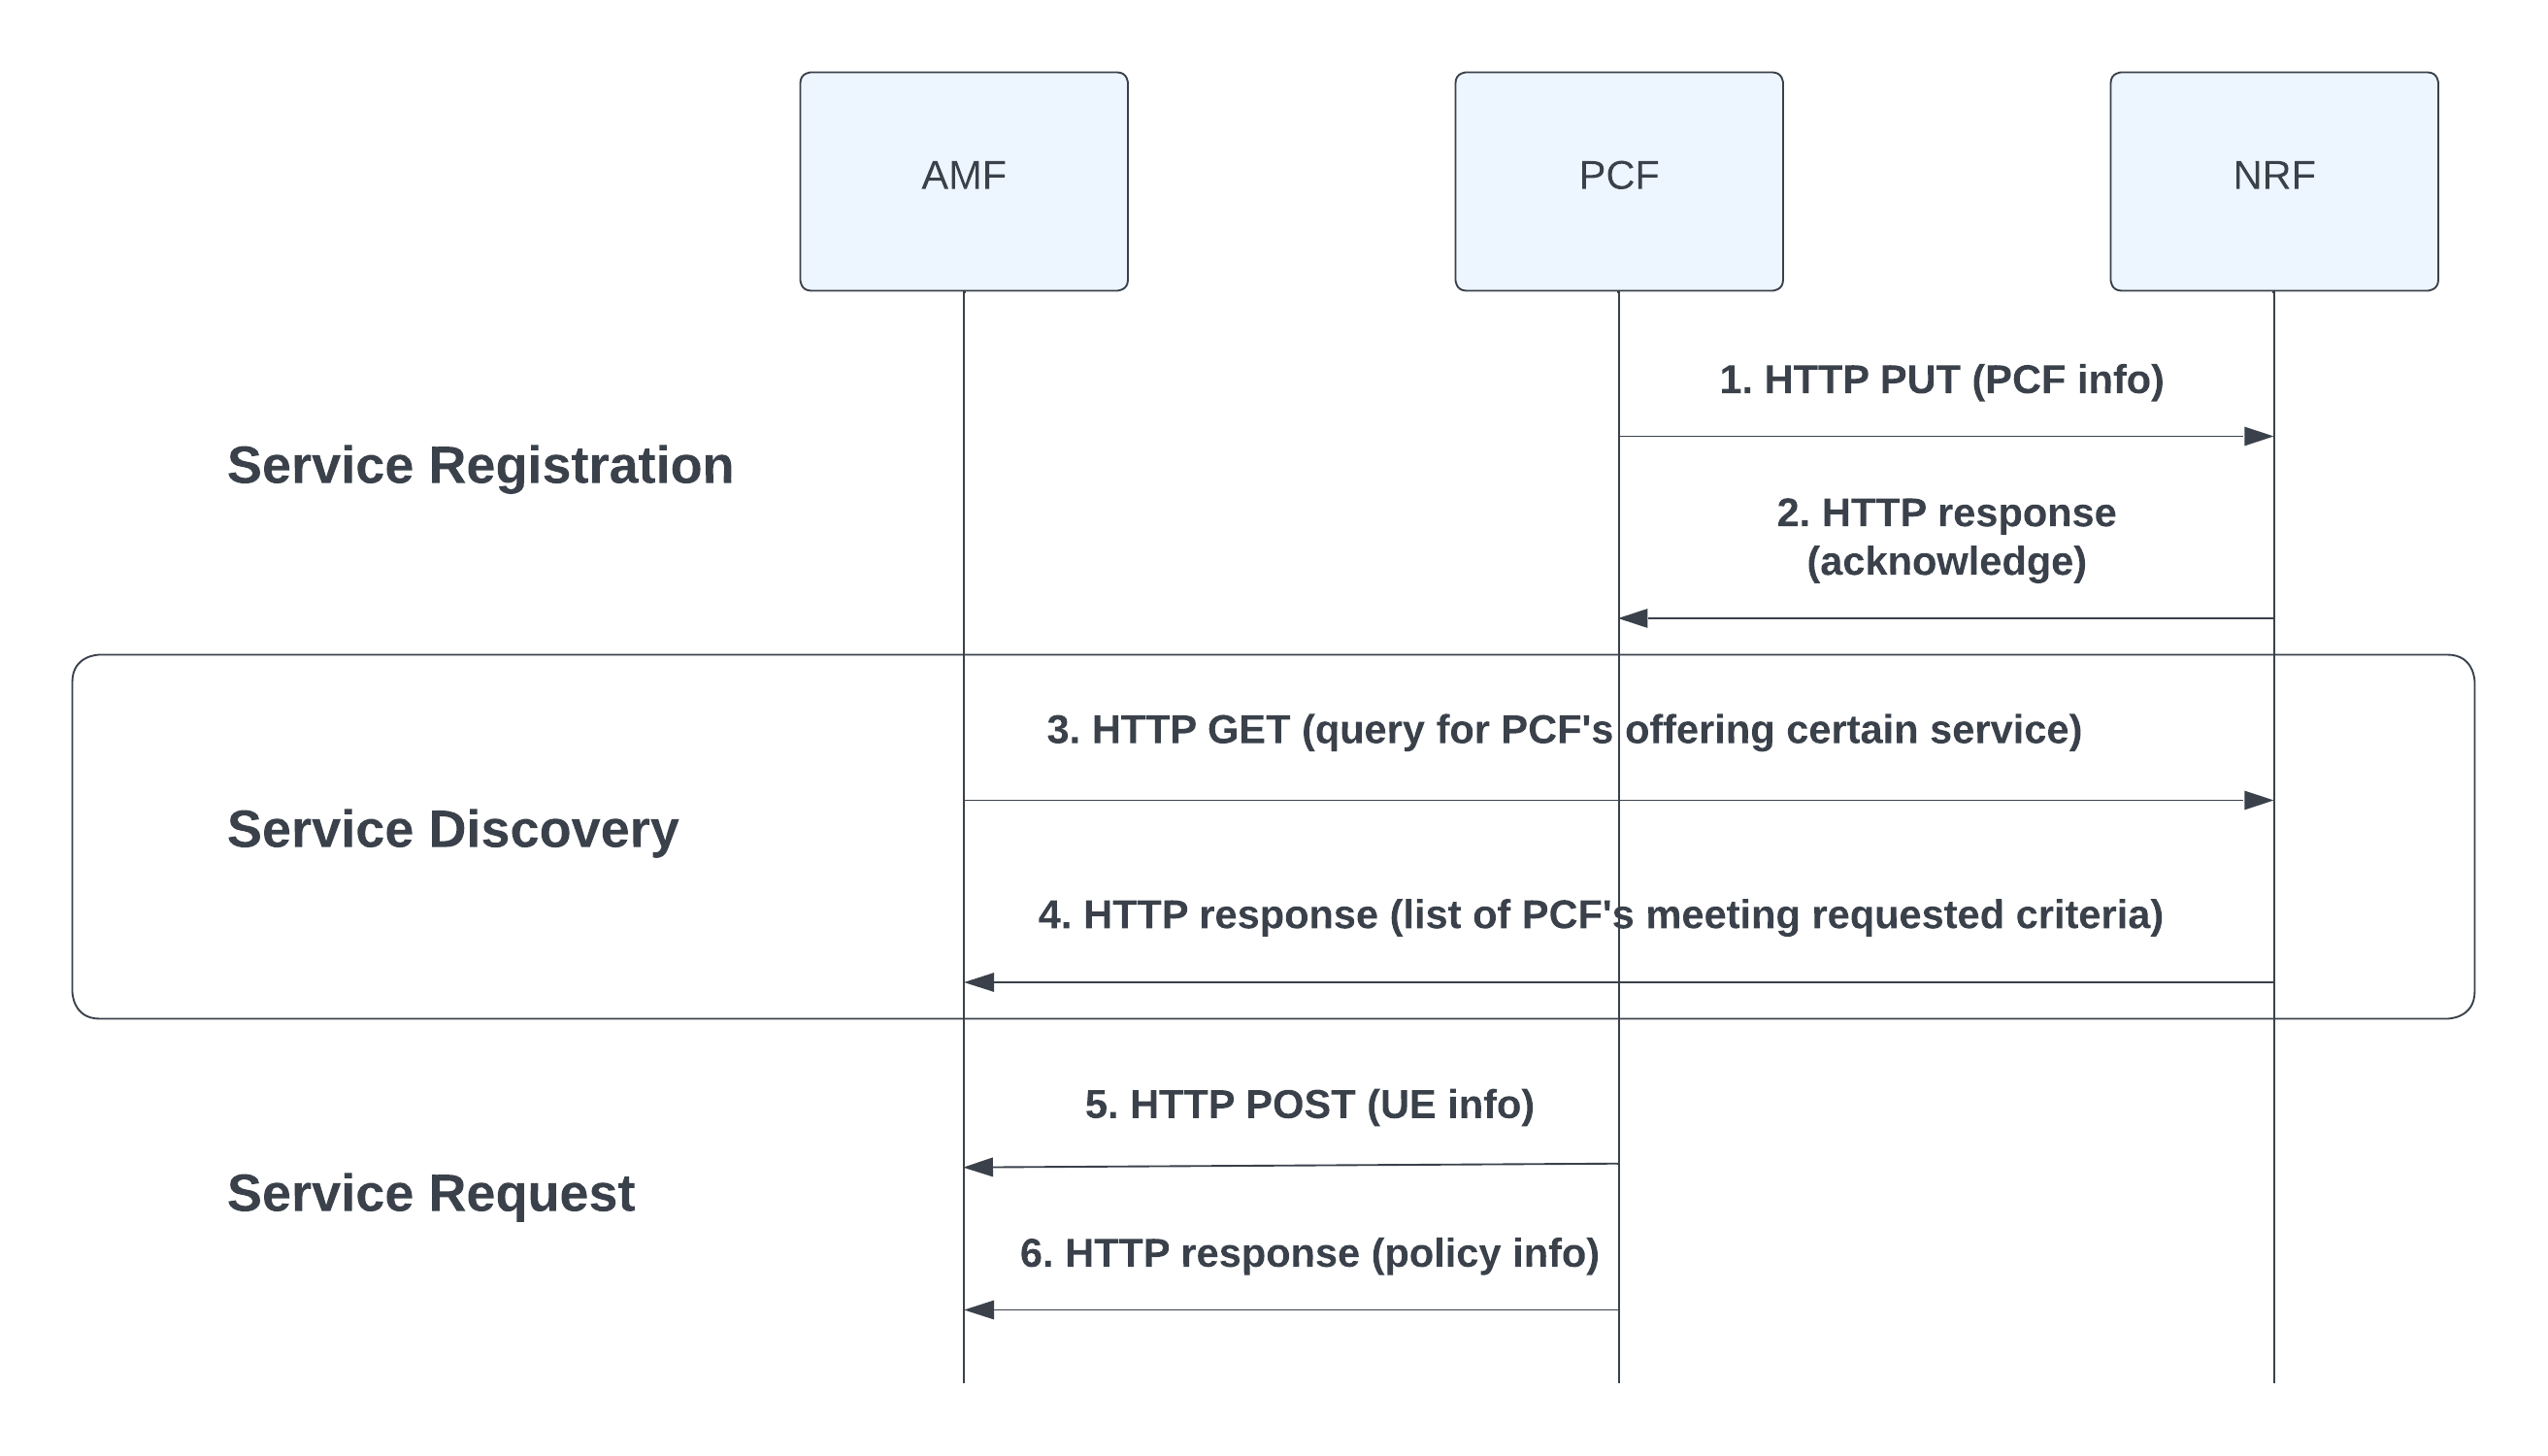 AMF
PCF
NRF
1. HTTP PUT (PCF info)
Service Registration
2. HTTP response
(acknowledge)
3. HTTP GET (query for PCF's offering certain service)
Service Discovery
4. HTTP response (list of PCF's meeting requested criteria)
5. HTTP POST (UE info)
Service Request
6. HTTP response (policy info)